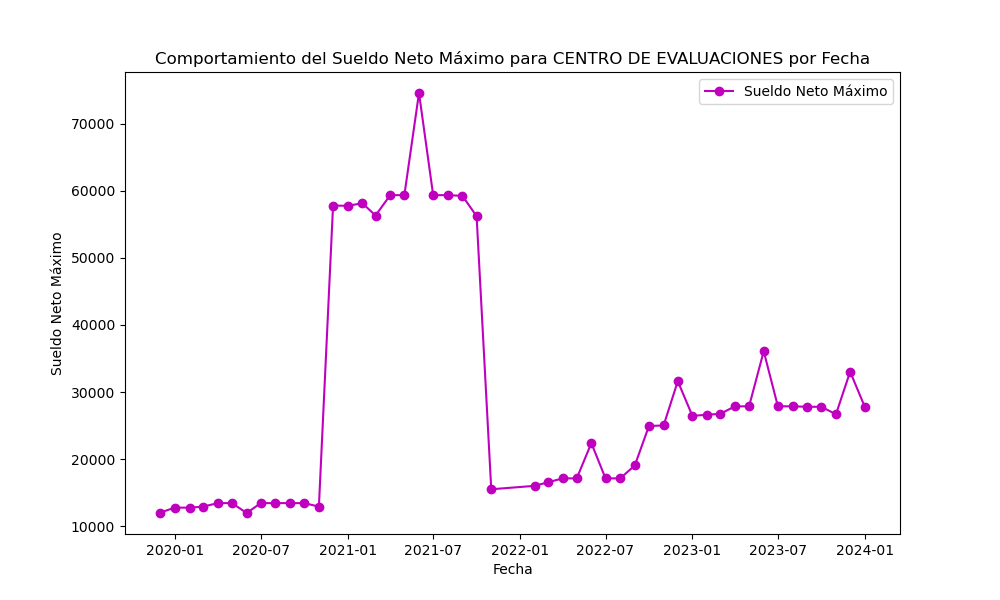 Comportamiento del Sueldo Neto Máximo para CENTRO DE EVALUACIONES por Fecha
Sueldo Neto Máximo
70000
60000
50000
40000
30000
20000
10000
Sueldo Neto Máximo
2020-01 2020-07 2021-01 2021-07 2022-01 2022-07 2023-01 2023-07 2024-01
Fecha